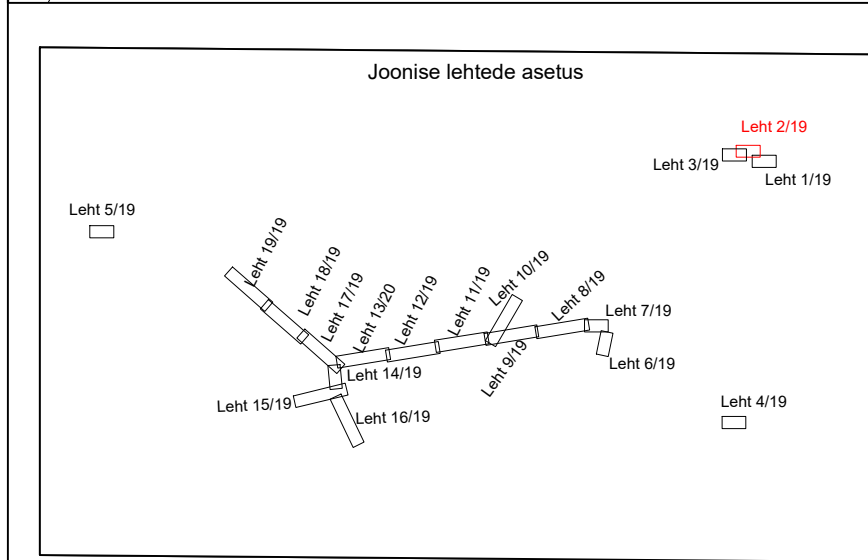 Joonise lehtede asetus
Leht 2/19
Leht 3/19
Leht 1/19
Leht 5/19
Leht 19/19
Leht 18/19
Leht 17/19
Leht 13/20
Leht 12/19
Leht 11/19
Leht 10/19
Leht 8/19
Leht 7/19
Leht 9/19
Leht 6/19
Leht 14/19
Leht 15/19
Leht 16/19
Leht 4/19